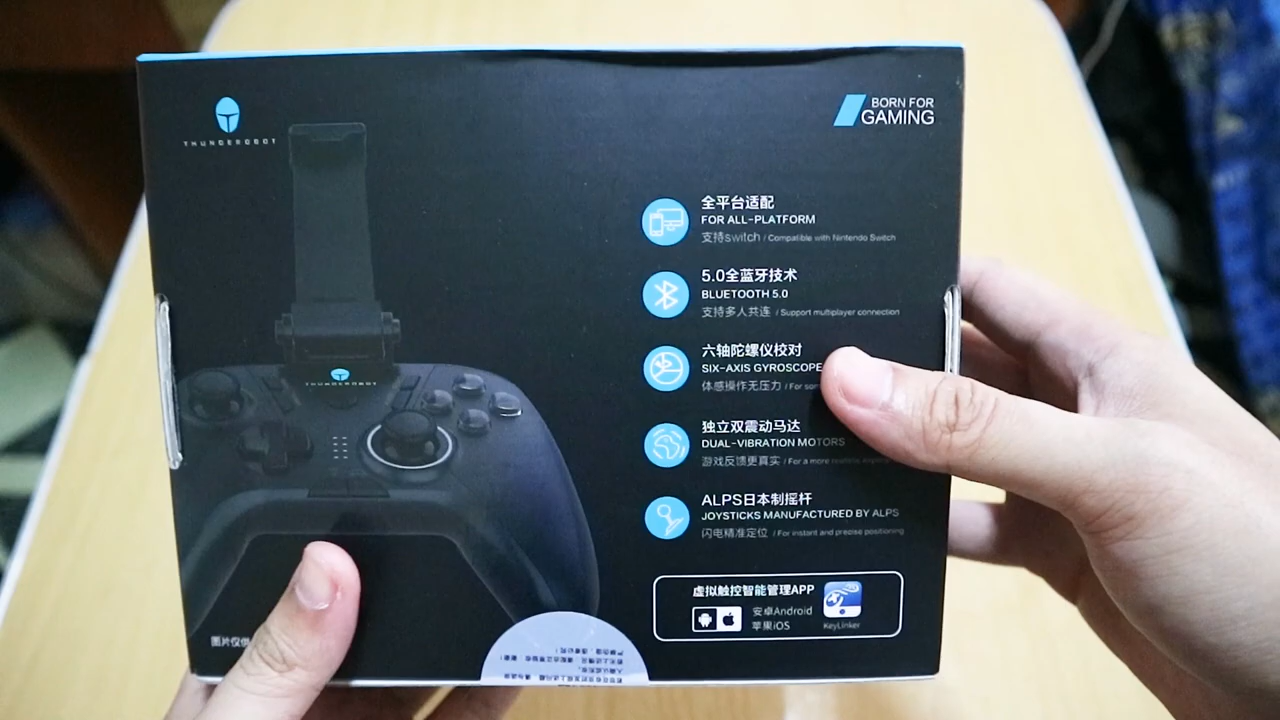 THUNDEROBOT
BORN FOR
GAMING
全平台适配
FOR ALL-PLATFORM
支持switch / Compatible with Nintendo Switch
5.0全蓝牙技术
BLUETOOTH 5.0
支持多人共连 / Support multiplayer connection
六轴陀螺仪校对
SIX-AXIS GYROSCOPE
体感操作无压力 / For
独立双震动马达
DUAL-VIBRATION MOTORS
游戏反馈更真实 / For a more realistic
ALPS日本制摇杆
JOYSTICKS MANUFACTURED BY ALPS
闪电精准定位 / For instant and precise positioning
THUNDEROBOT
虚拟触控智能管理APP
安卓Android
苹果iOS
KeyLinker
图片仅供